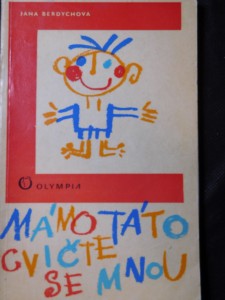 JANA BERDYCHOVÁ
OLYMPIA
MÁMO TÁTO
CVIČTE
SE MNOU